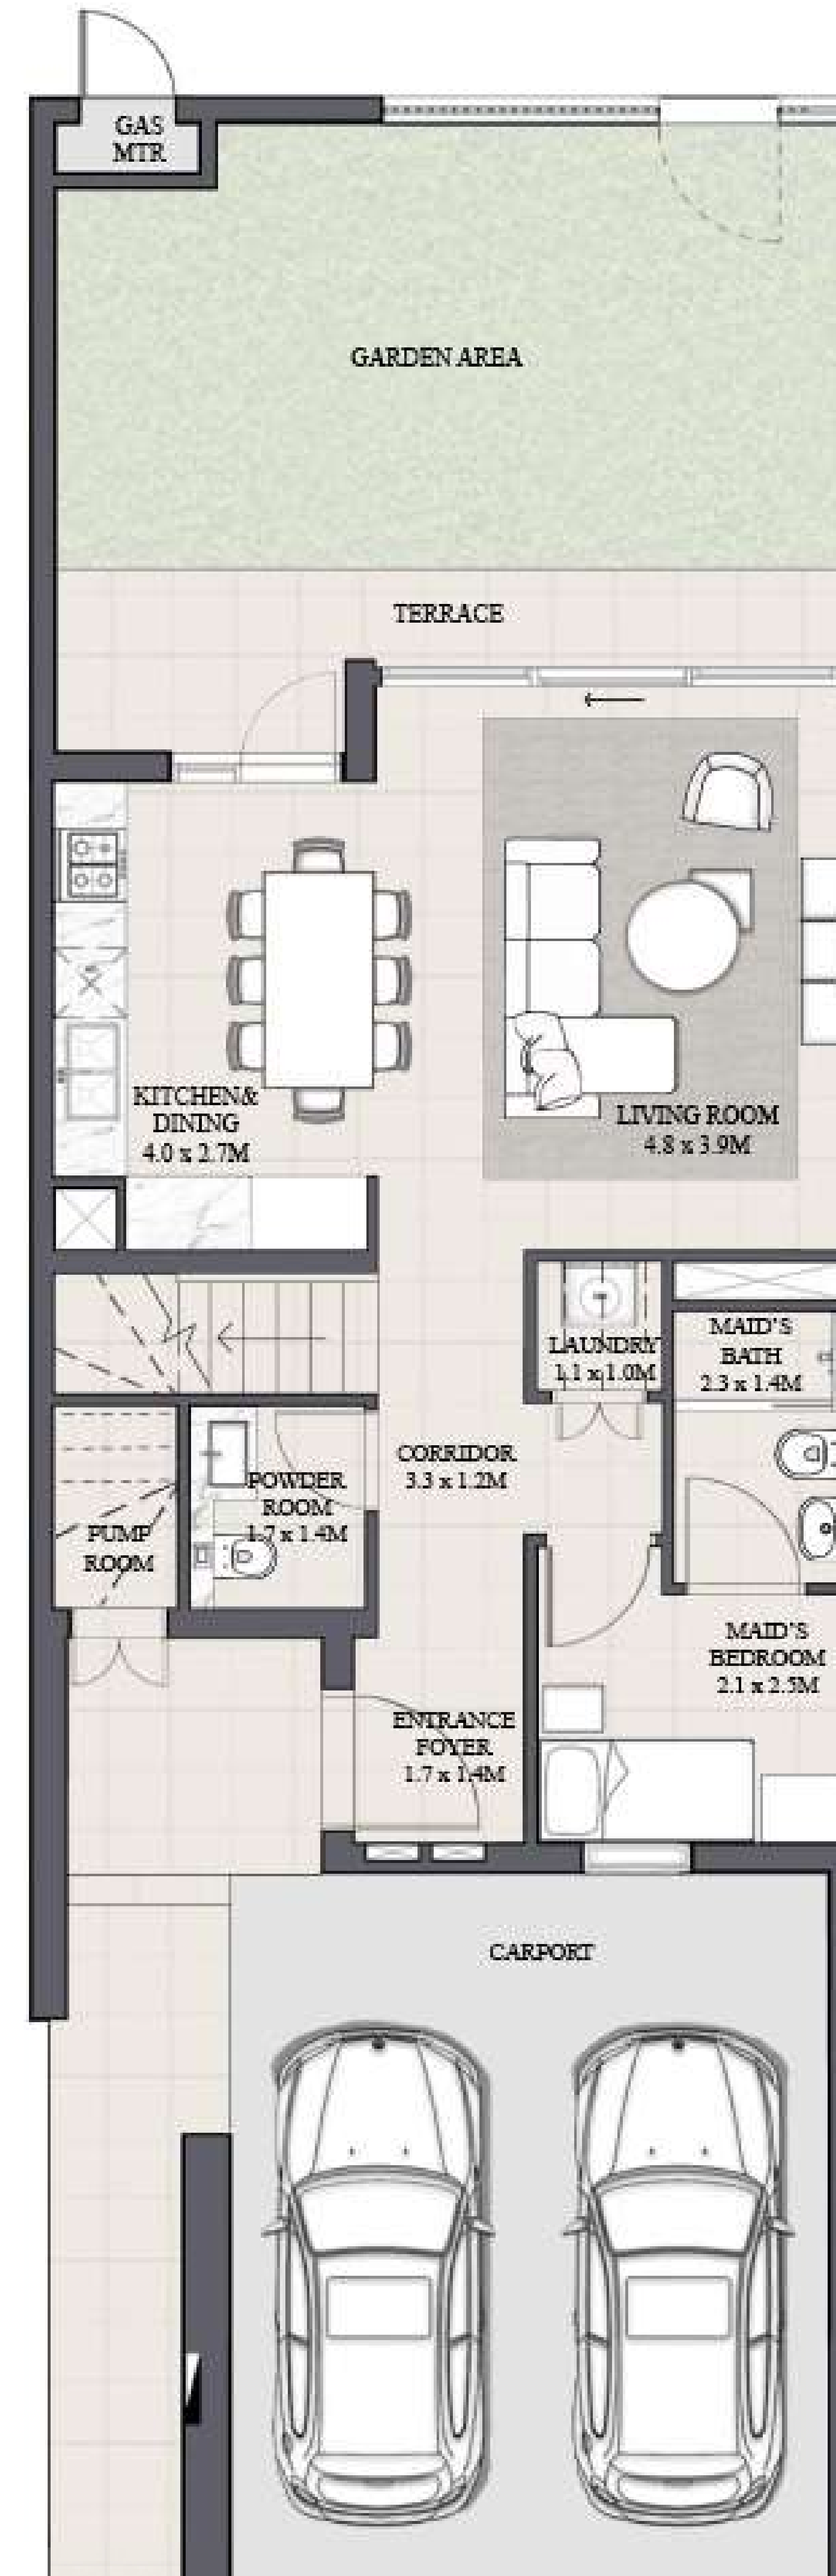 GAS
MTR
GARDEN AREA
TERRACE
KITCHEN&
DINING
4.0 x 2.7M
LIVING ROOM
4.8 x 3.9M
LAUNDRY
1.1 x 1.0M
MAID'S
BATH
2.3 x 1.4M
CORRIDOR
3.3 x 1.2M
POWDER
ROOM
1.7 x 1.4M
PUMP
ROOM
MAID'S
BEDROOM
2.1 x 2.5M
ENTRANCE
FOYER
1.7 x 1.4M
CARPORT